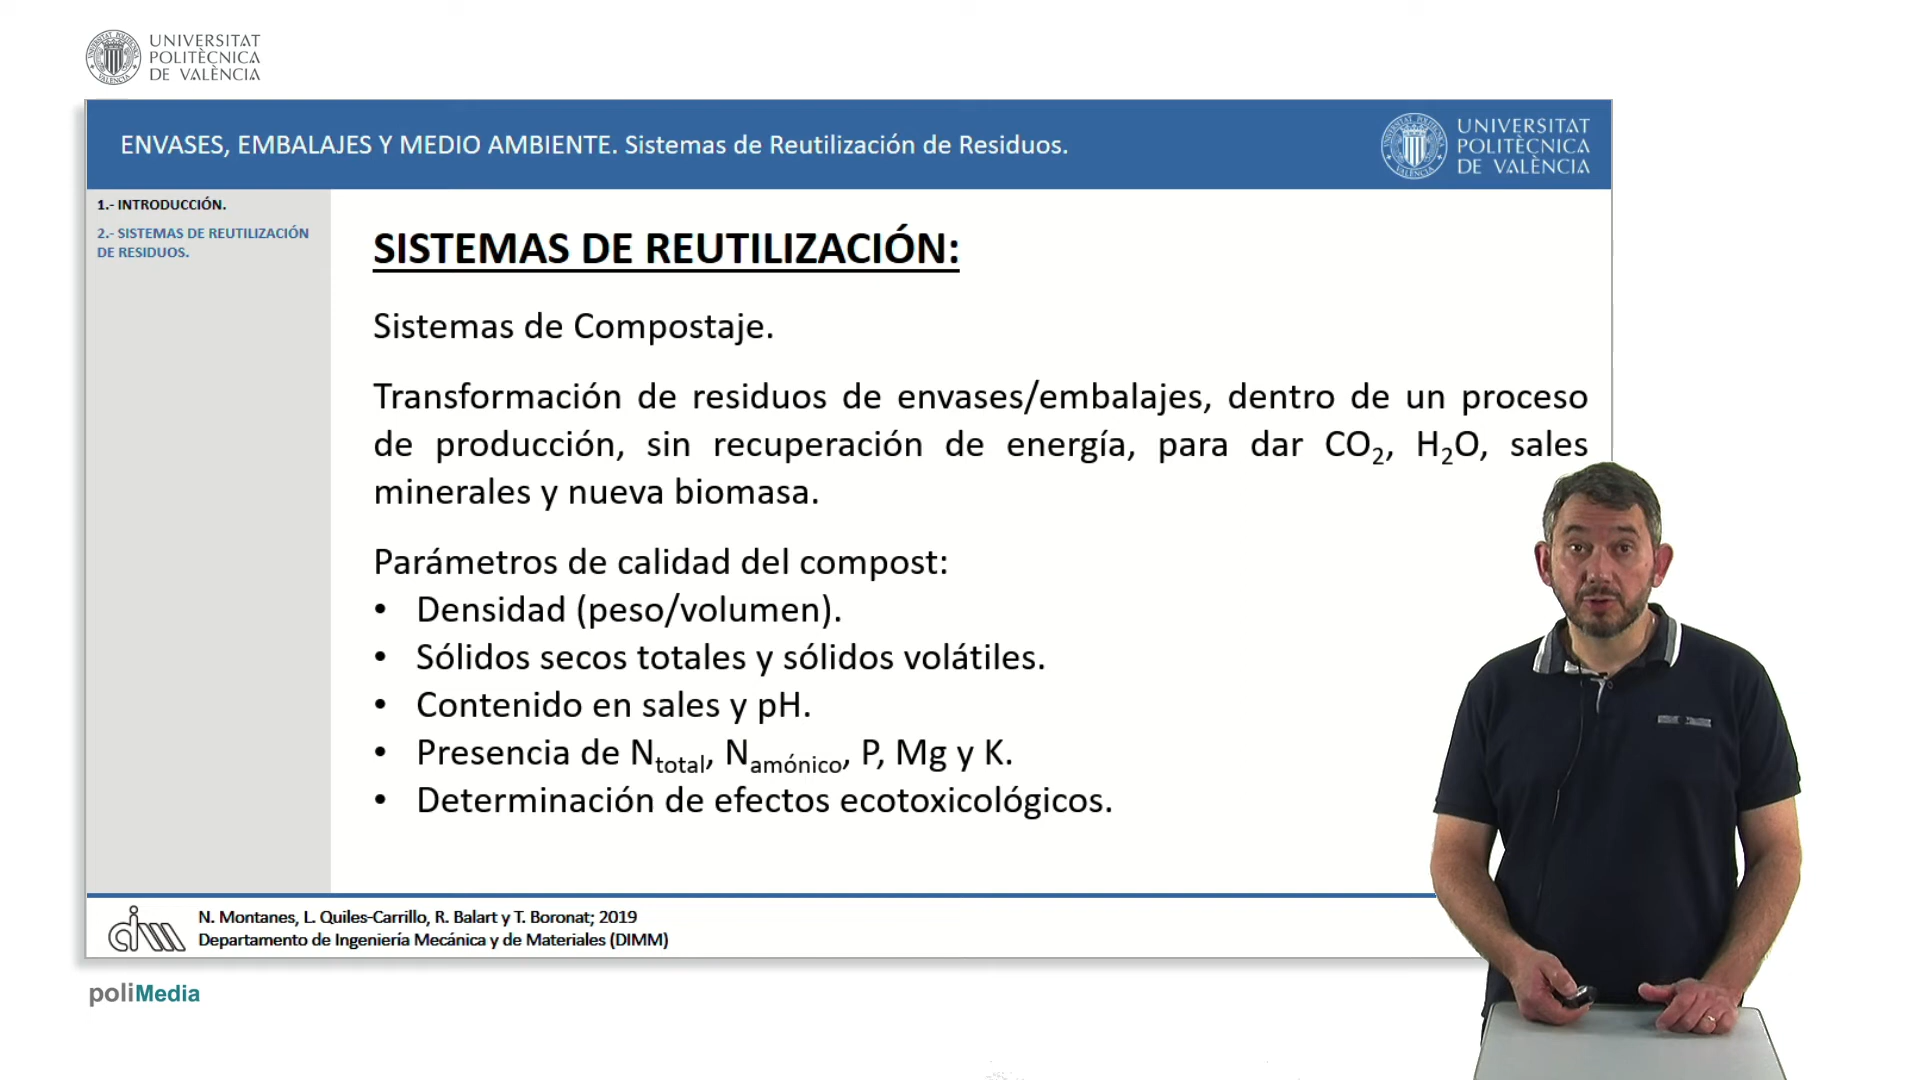 UNIVERSITAT
POLITÈCNICA
DE VALÈNCIA
ENVASES, EMBALAJES Y MEDIO AMBIENTE. Sistemas de Reutilización de Residuos.
UNIVERSITAT
POLITÈCNICA
DE VALÈNCIA
1.- INTRODUCCIÓN.
2.- SISTEMAS DE REUTILIZACIÓN
DE RESIDUOS.
SISTEMAS DE REUTILIZACIÓN:
Sistemas de Compostaje.
Transformación de residuos de envases/embalajes, dentro de un proceso
de producción, sin recuperación de energía, para dar CO₂, H₂O, sales
minerales y nueva biomasa.
Parámetros de calidad del compost:
• Densidad (peso/volumen).
• Sólidos secos totales y sólidos volátiles.
• Contenido en sales y pH.
• Presencia de Ntotal, Namónico, P, Mg y K.
• Determinación de efectos ecotoxicológicos.
dim
N. Montanes, L. Quiles-Carrillo, R. Balart y T. Boronat; 2019
Departamento de Ingeniería Mecánica y de Materiales (DIMM)
poliMedia